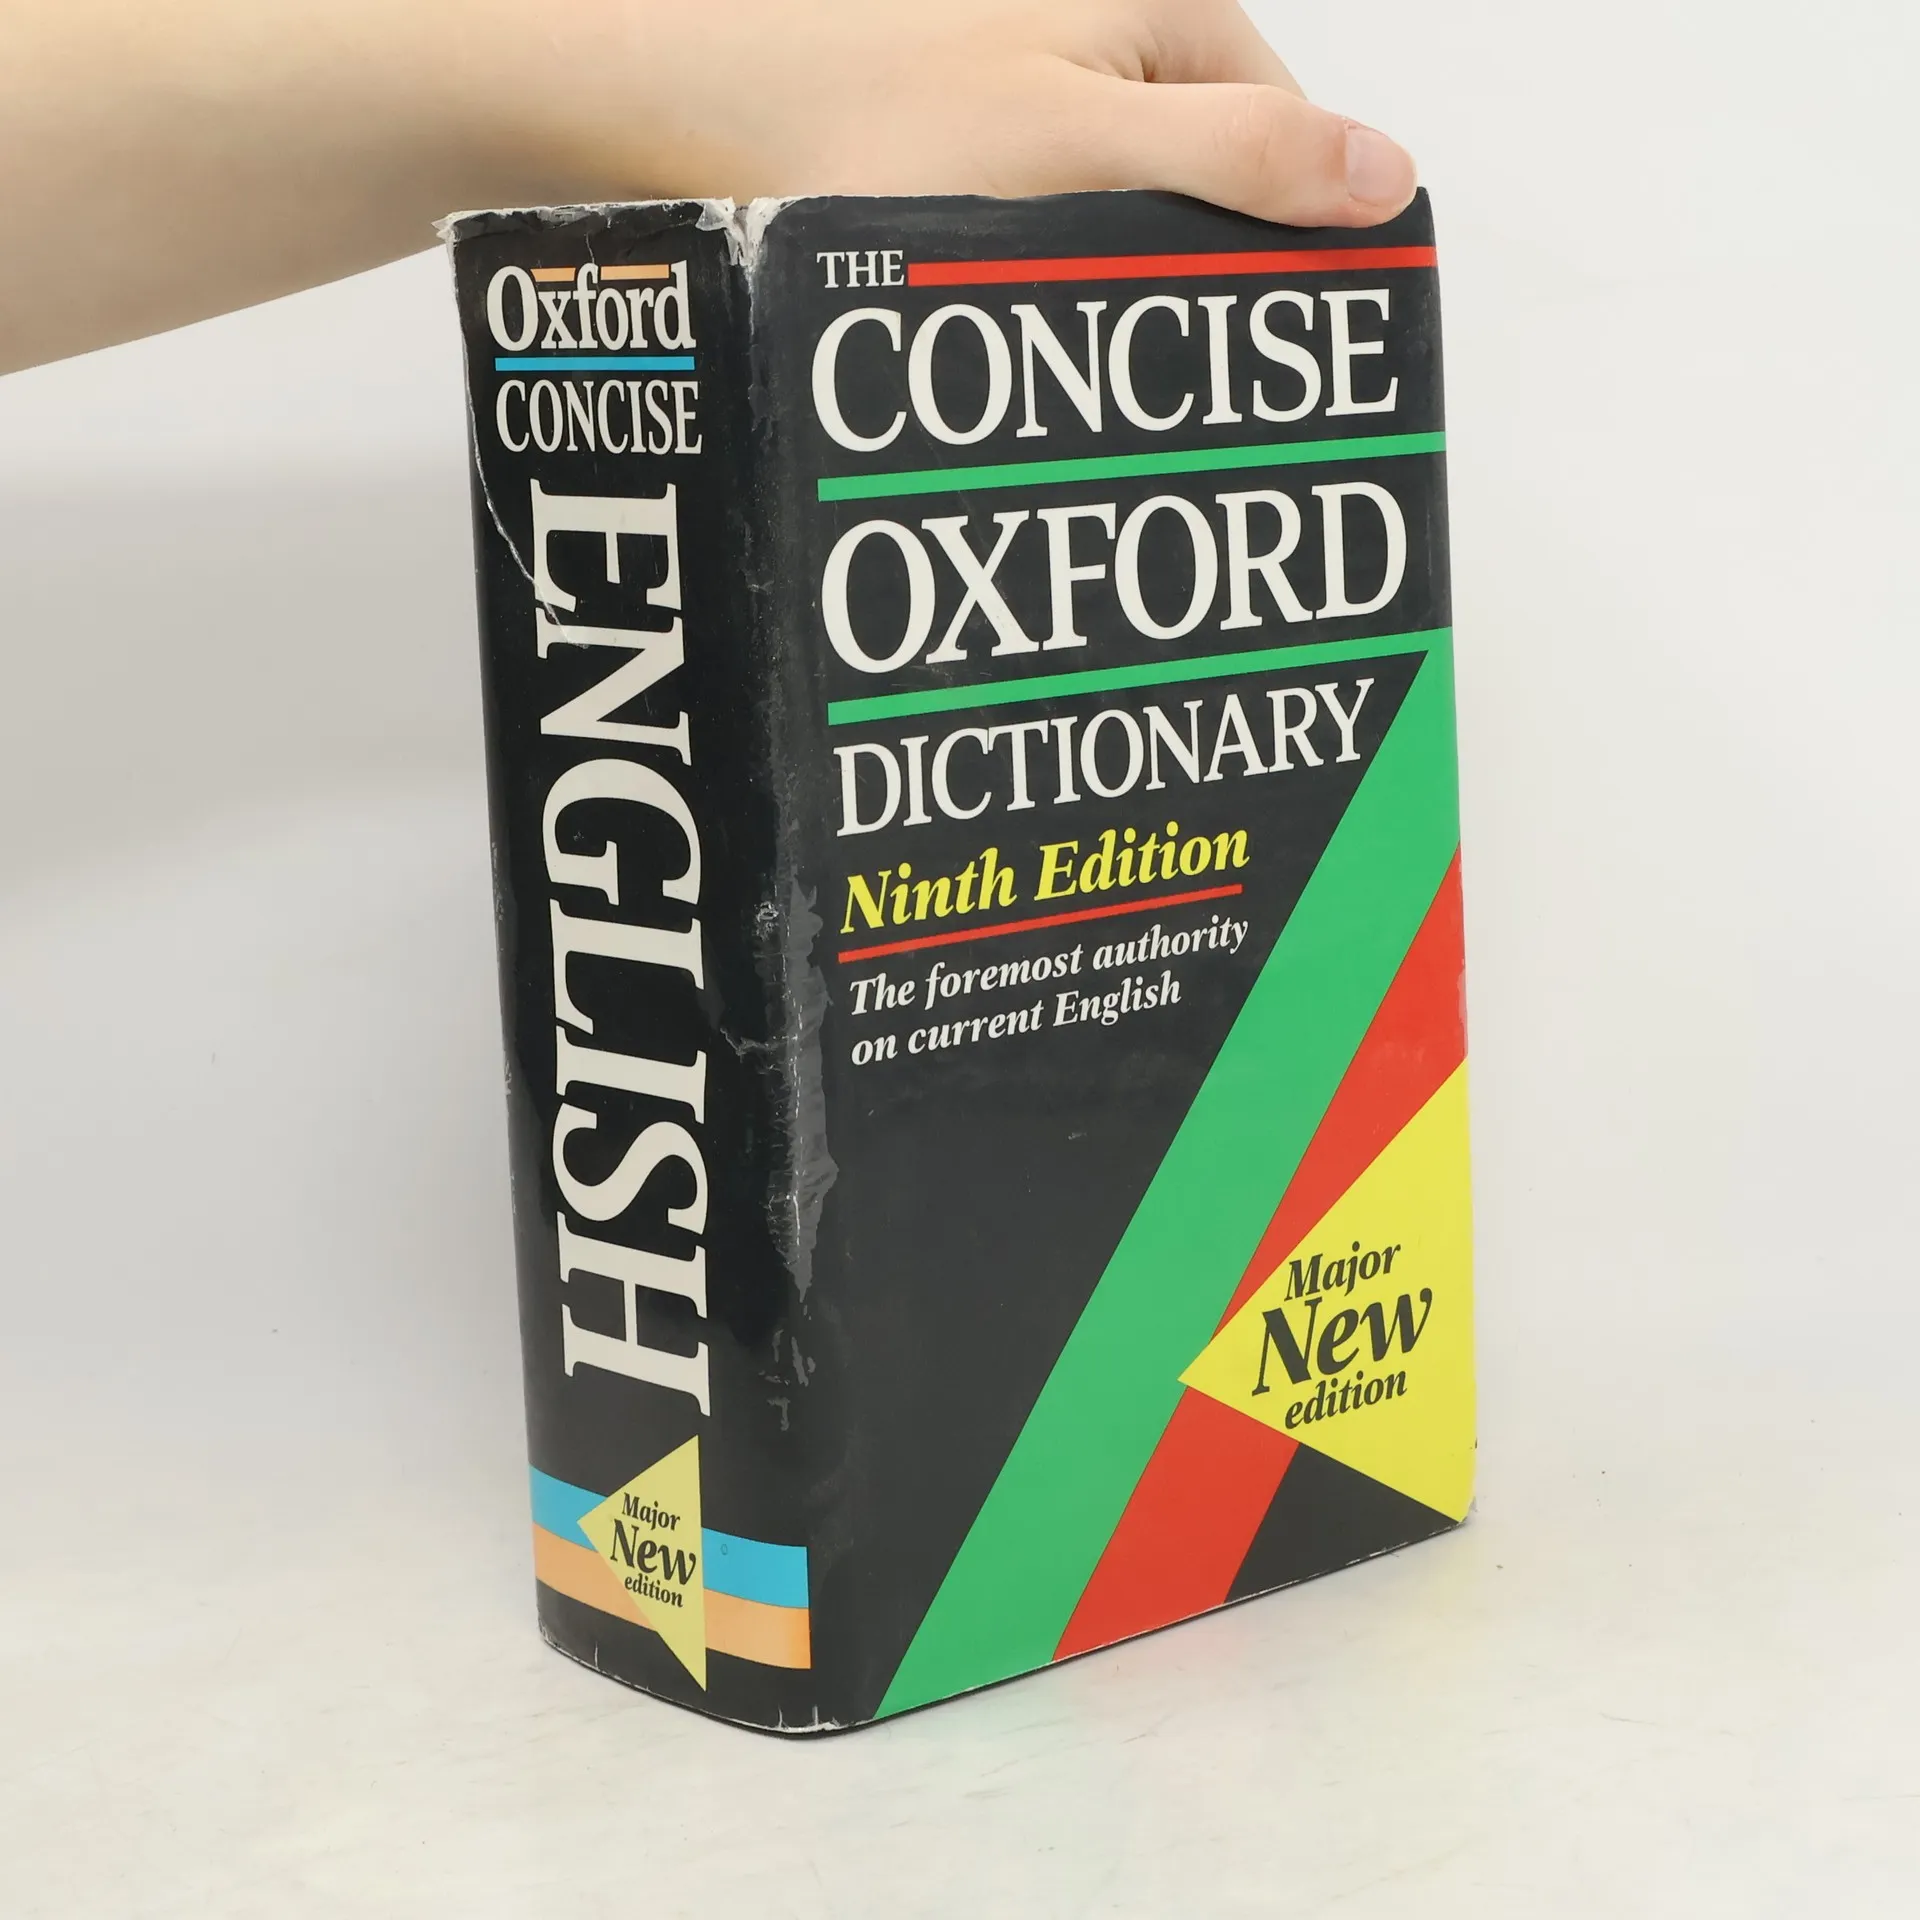 Oxford
CONCISE
ENGLISH
Major
New
edition
THE
CONCISE
OXFORD
DICTIONARY
Ninth Edition
The foremost authority
on current English
Major
New
edition